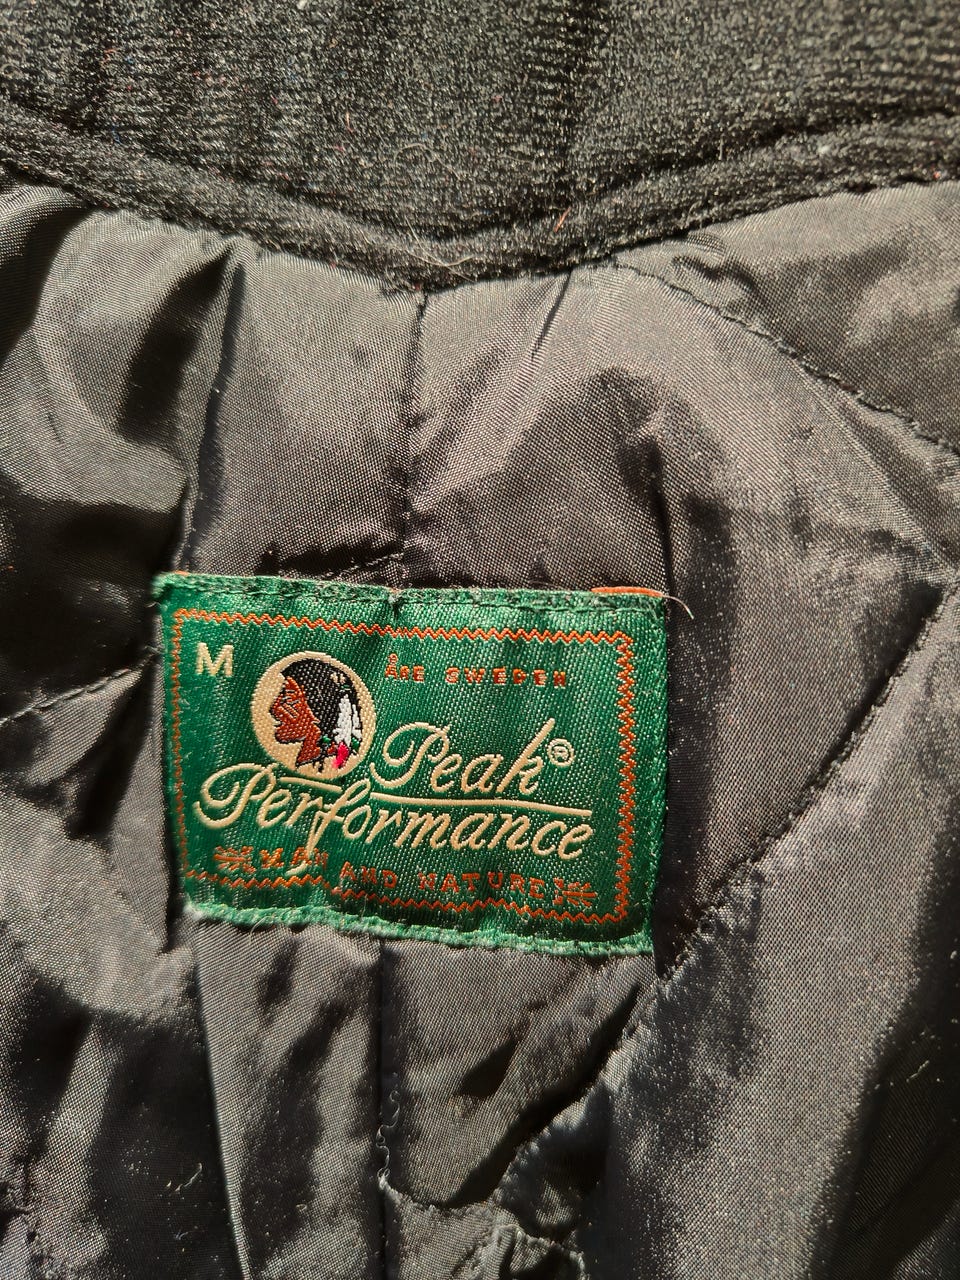 M
ÅRE SWEDEN
Peak®
Performance
MAN AND NATURE